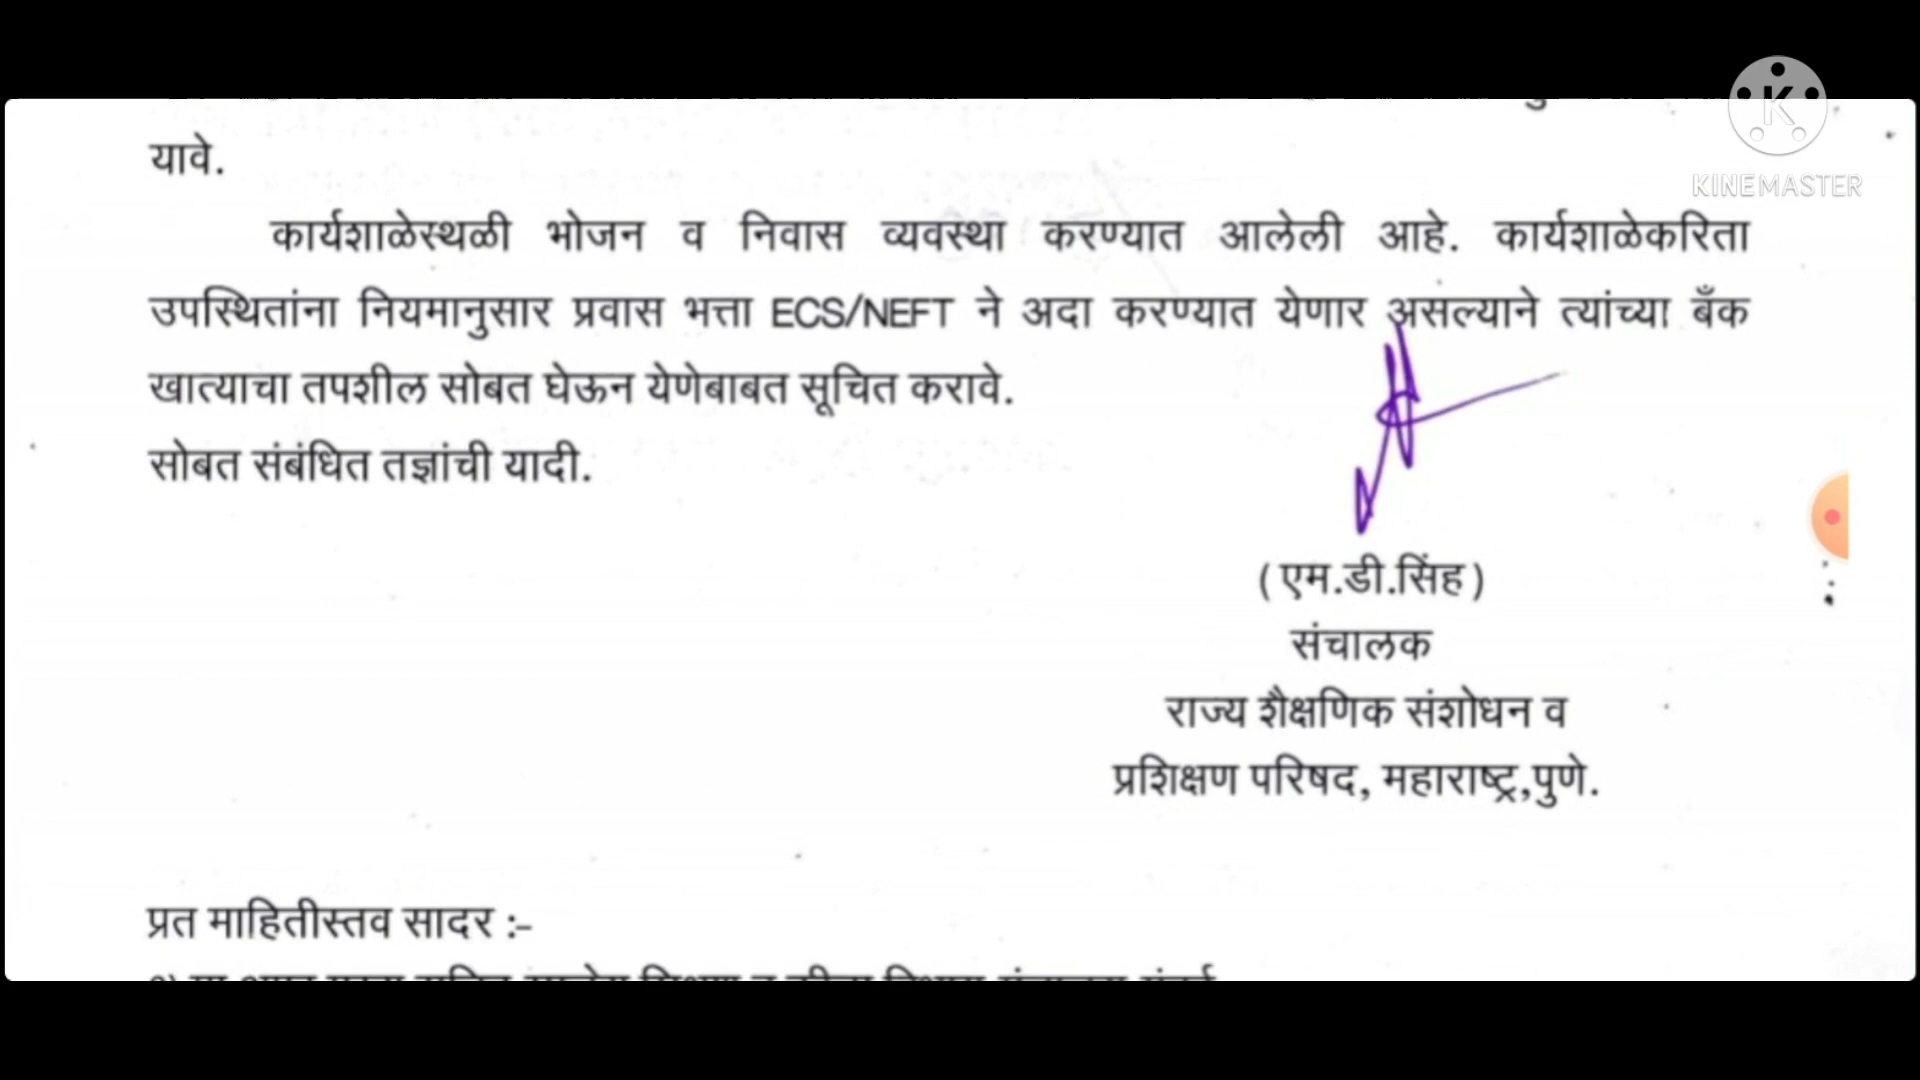 KINEMASTER
यावे.
कार्यशाळेस्थळी भोजन व निवास व्यवस्था करण्यात आलेली आहे. कार्यशाळेकरिता
उपस्थितांना नियमानुसार प्रवास भत्ता ECS/NEFT ने अदा करण्यात येणार असल्याने त्यांच्या बँक
खात्याचा तपशील सोबत घेऊन येणेबाबत सूचित करावे.
सोबत संबंधित तज्ञांची यादी.
(एम.डी.सिंह)
संचालक
राज्य शैक्षणिक संशोधन व
प्रशिक्षण परिषद, महाराष्ट्र,पुणे.
प्रत माहितीस्तव सादर :-